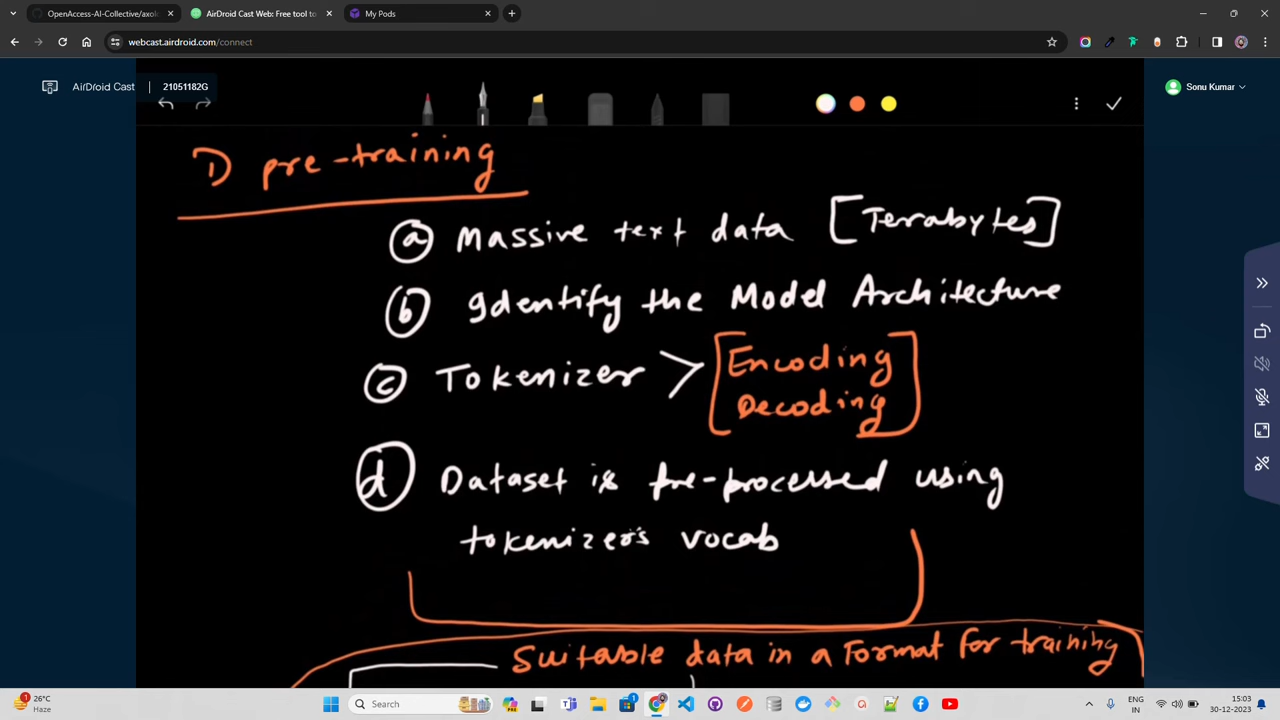 OpenAccess-AI-Collective/axol
AirDroid Cast Web: Free tool to
My Pods
webcast.airdroid.com/connect
AirDroid Cast
21051182G
Sonu Kumar
1) pre-training
a Massive text data [Terabytes]
b Identify the Model Architecture
c Tokenizer > [Encoding
Decoding]
d Dataset is pre-processed using
tokenizer's vocab
Suitable data in a Format for training
26°C
Haze
Search
ENG
IN
15:03
30-12-2023